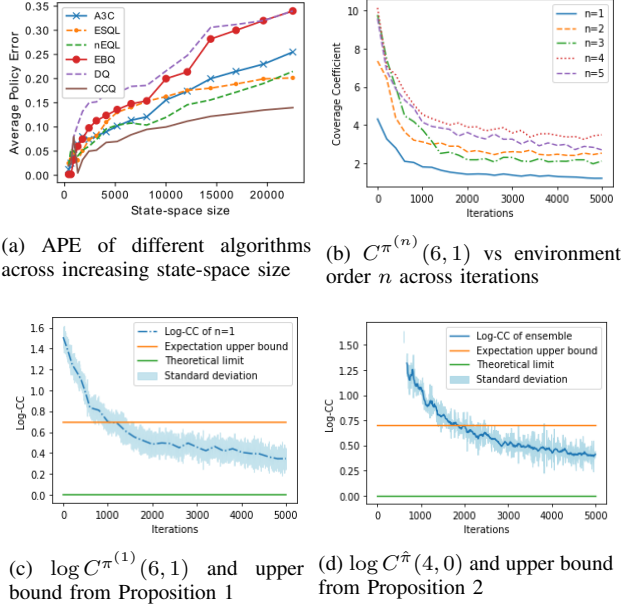 0.35
0.30
0.25
0.20
0.15
0.10
0.05
0.00
Average Policy Error
A3C
ESQL
nEQL
EBQ
DQ
CCQ
0
5000
10000
15000
20000
State-space size
(a) APE of different algorithms
across increasing state-space size
10
8
6
4
2
Coverage Coefficient
n=1
n=2
n=3
n=4
n=5
0
1000
2000
3000
4000
5000
Iterations
(b) $C^{\pi^{(n)}}(6, 1)$ vs environment
order $n$ across iterations
1.6
1.4
1.2
1.0
0.8
0.6
0.4
0.2
0.0
Log-CC
Log-CC of n=1
Expectation upper bound
Theoretical limit
Standard deviation
0
1000
2000
3000
4000
5000
Iterations
(c) $\log C^{\pi^{(1)}}(6, 1)$ and upper
bound from Proposition 1
1.50
1.25
1.00
0.75
0.50
0.25
0.00
Log-CC
Log-CC of ensemble
Expectation upper bound
Theoretical limit
Standard deviation
0
1000
2000
3000
4000
5000
Iterations
(d) $\log C^{\hat{\pi}}(4, 0)$ and upper bound
from Proposition 2